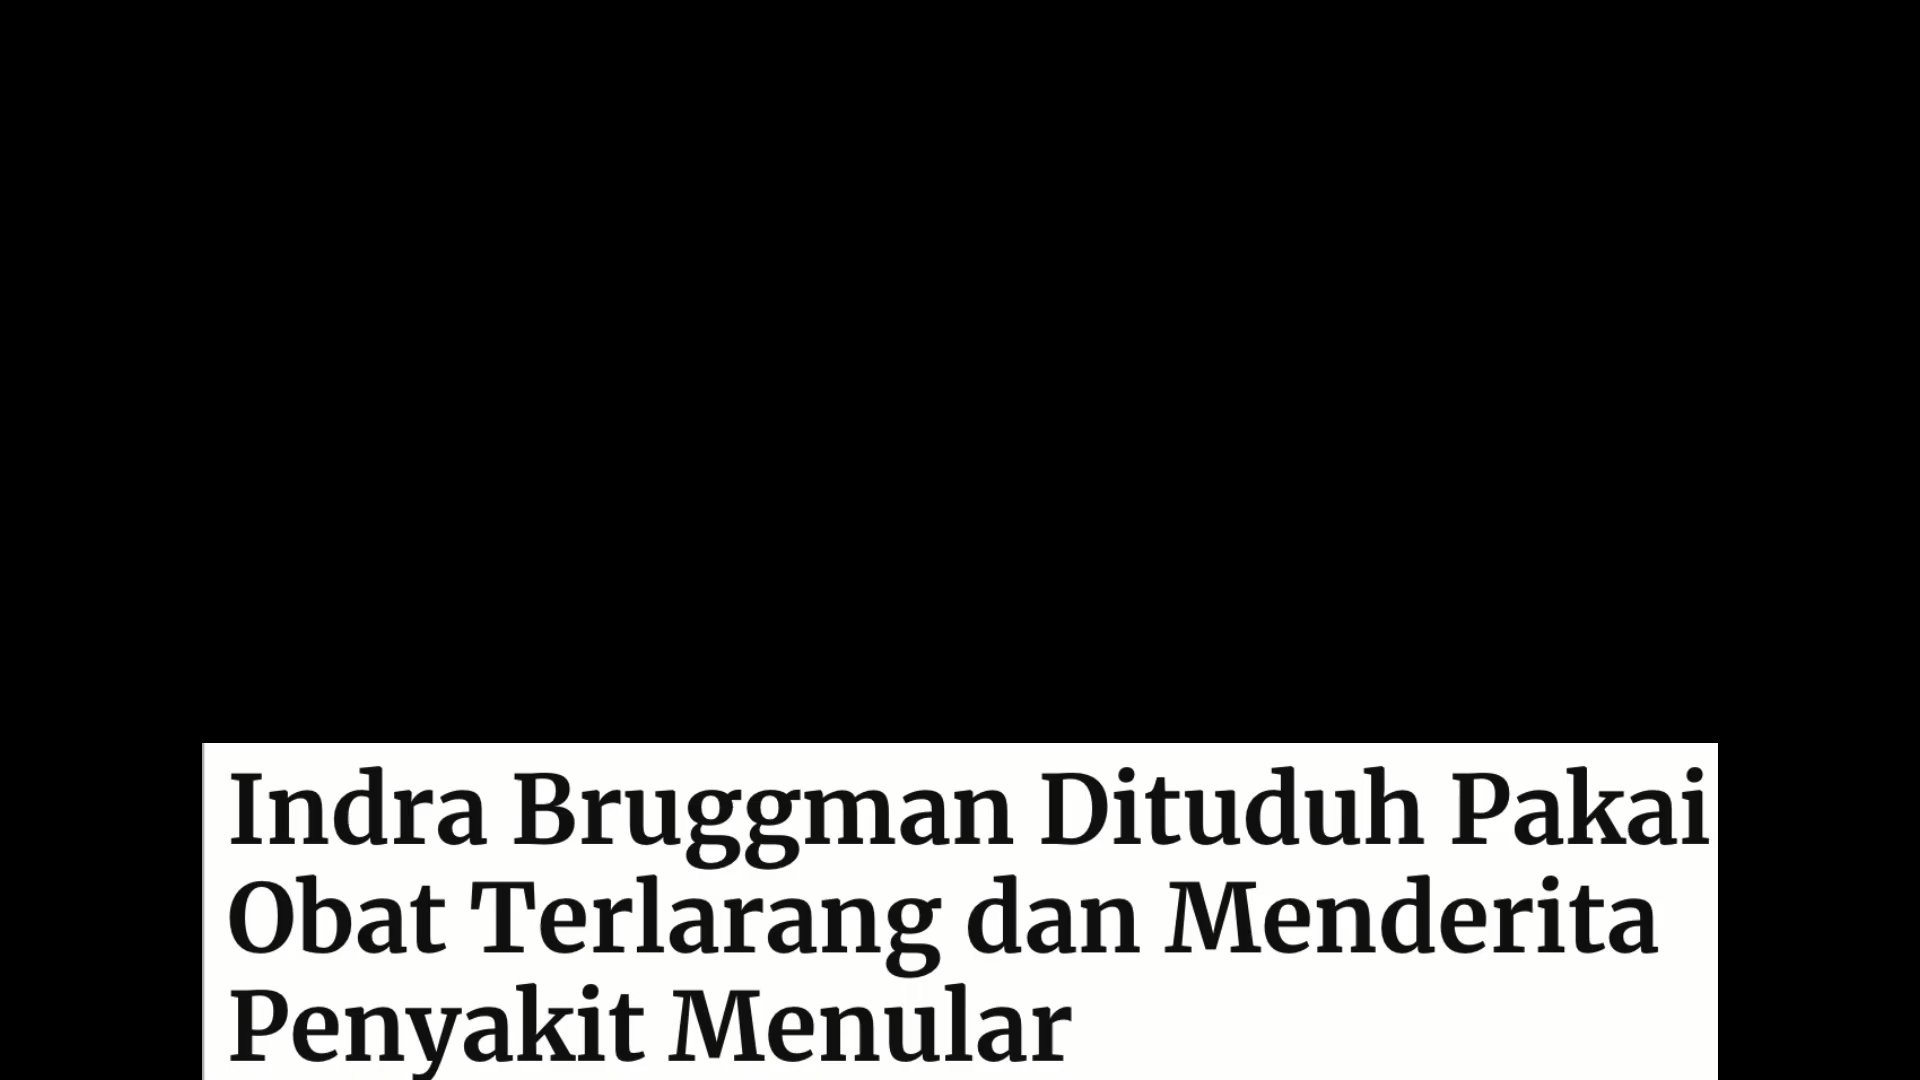 Indra Bruggman Dituduh Pakai
Obat Terlarang dan Menderita
Penyakit Menular